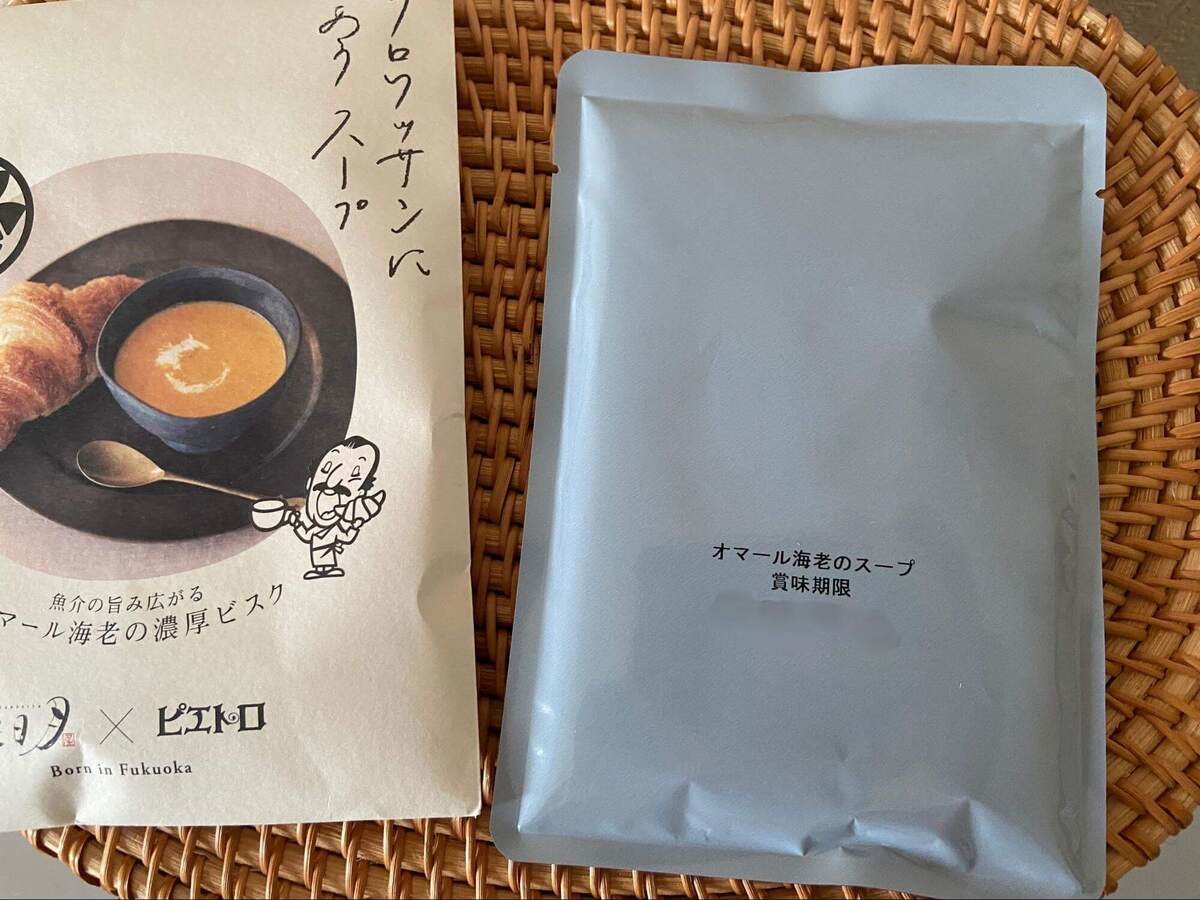 クロワッサンに
あう スープ
魚介の旨み広がる
マール海老の濃厚ビスク
× ピエトロ
Born in Fukuoka
オマール海老のスープ
賞味期限